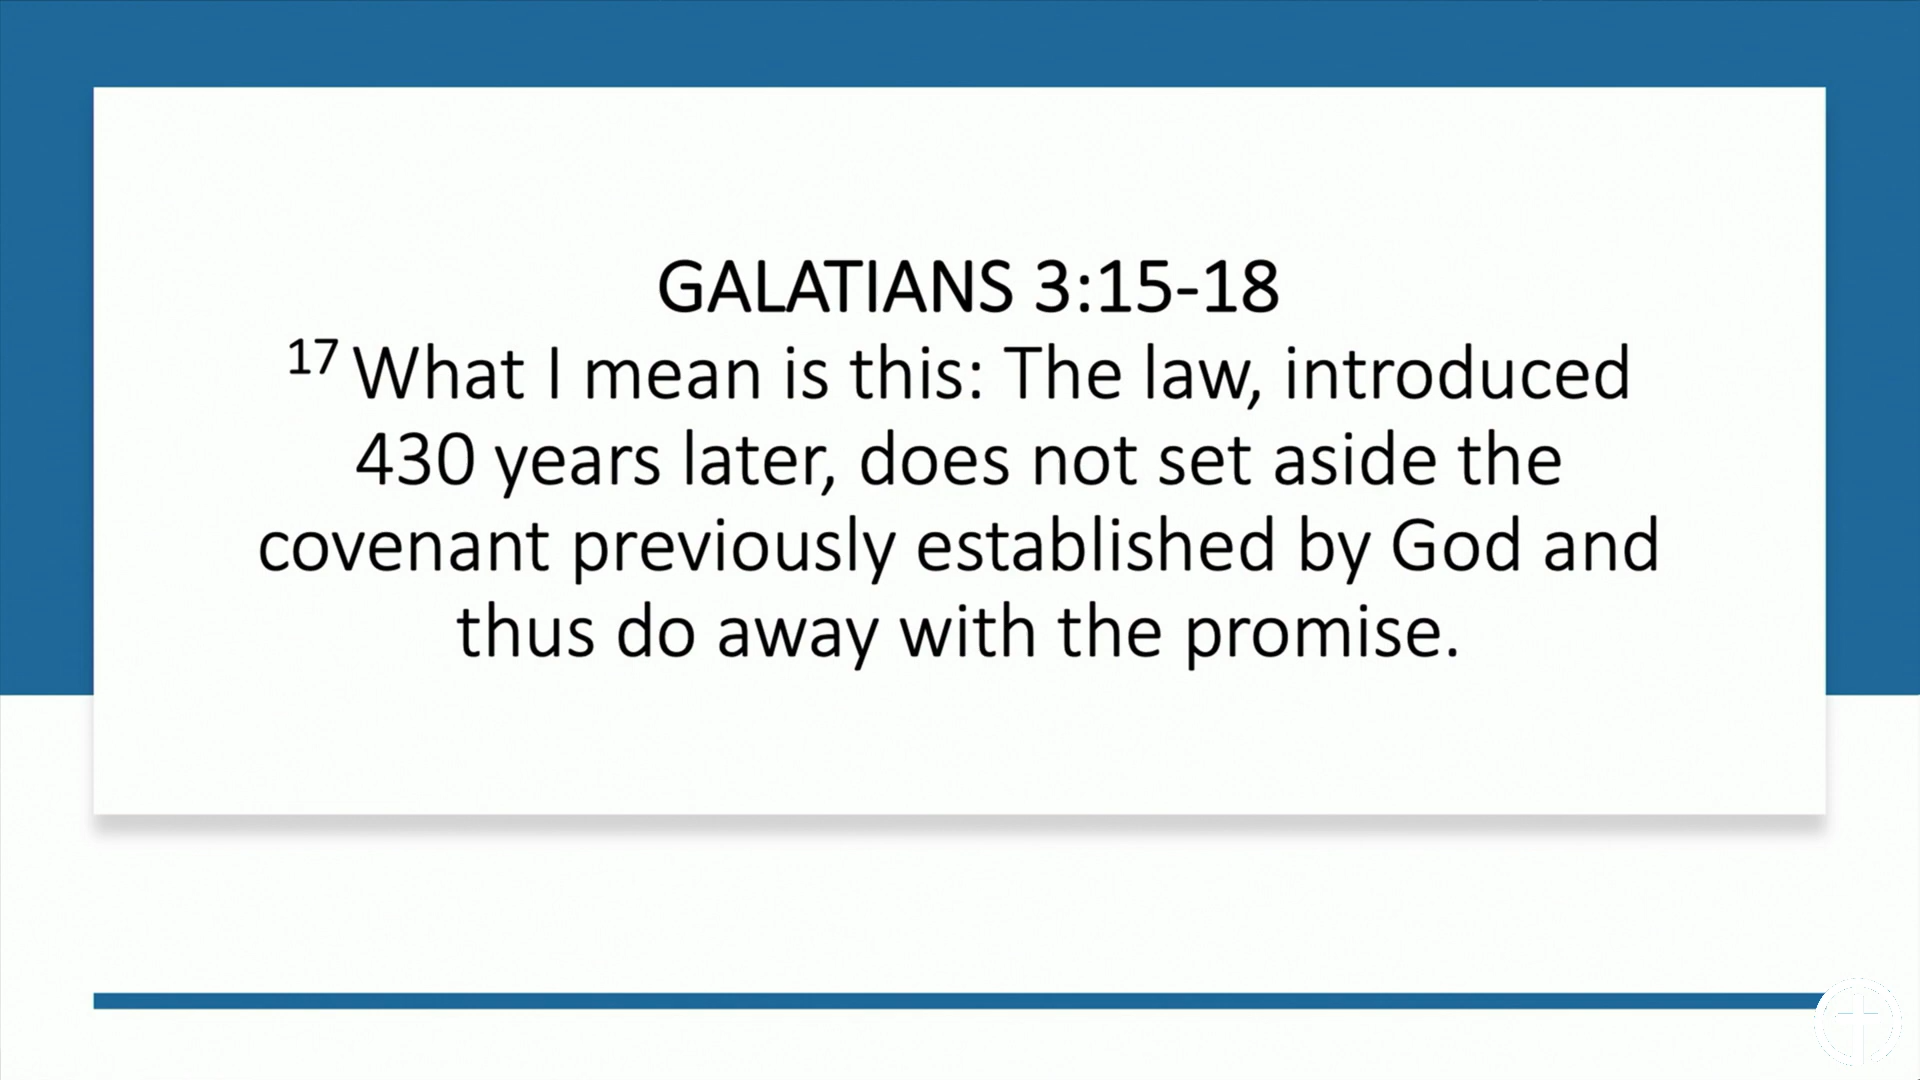 GALATIANS 3:15-18
17 What I mean is this: The law, introduced
430 years later, does not set aside the
covenant previously established by God and
thus do away with the promise.